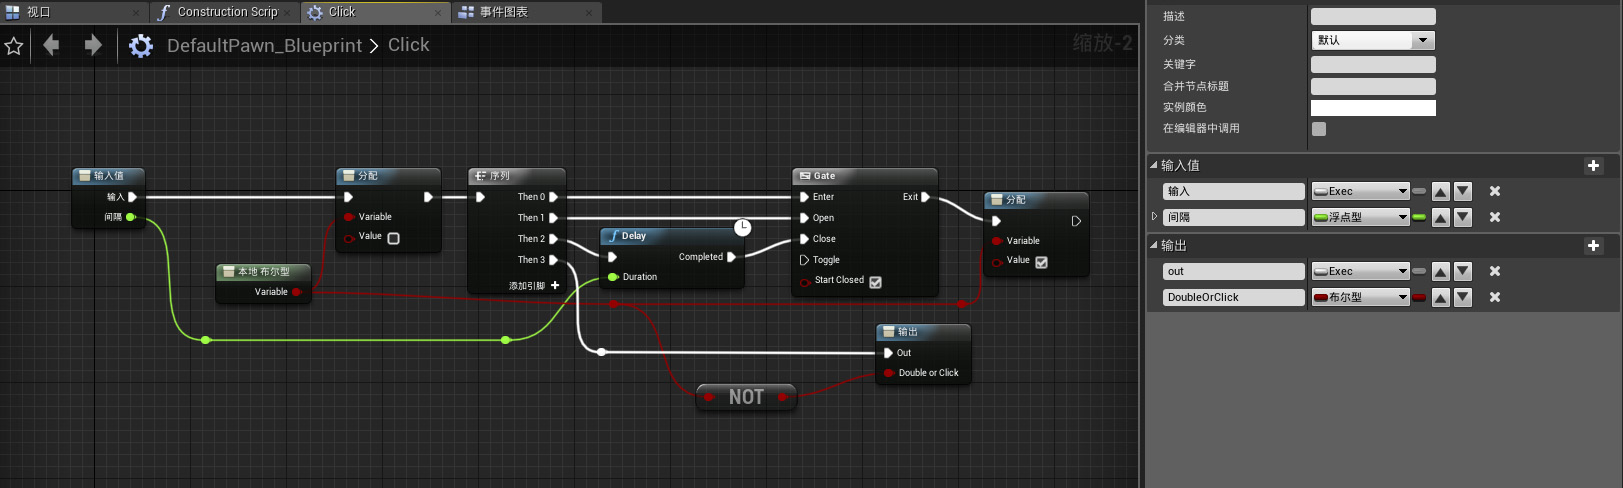 视口
Construction Scrip
Click
事件图表
DefaultPawn_Blueprint > Click
缩放-2
输入值
输入
间隔
分配
Variable
Value
序列
Then 0
Then 1
Then 2
Then 3
添加引脚
本地 布尔型
Variable
Delay
Completed
Duration
Gate
Enter
Exit
Open
Close
Toggle
Start Closed
分配
Variable
Value
输出
Out
Double or Click
NOT
描述
分类
默认
关键字
合并节点标题
实例颜色
在编辑器中调用
输入值
输入
Exec
间隔
浮点型
输出
out
Exec
DoubleOrClick
布尔型